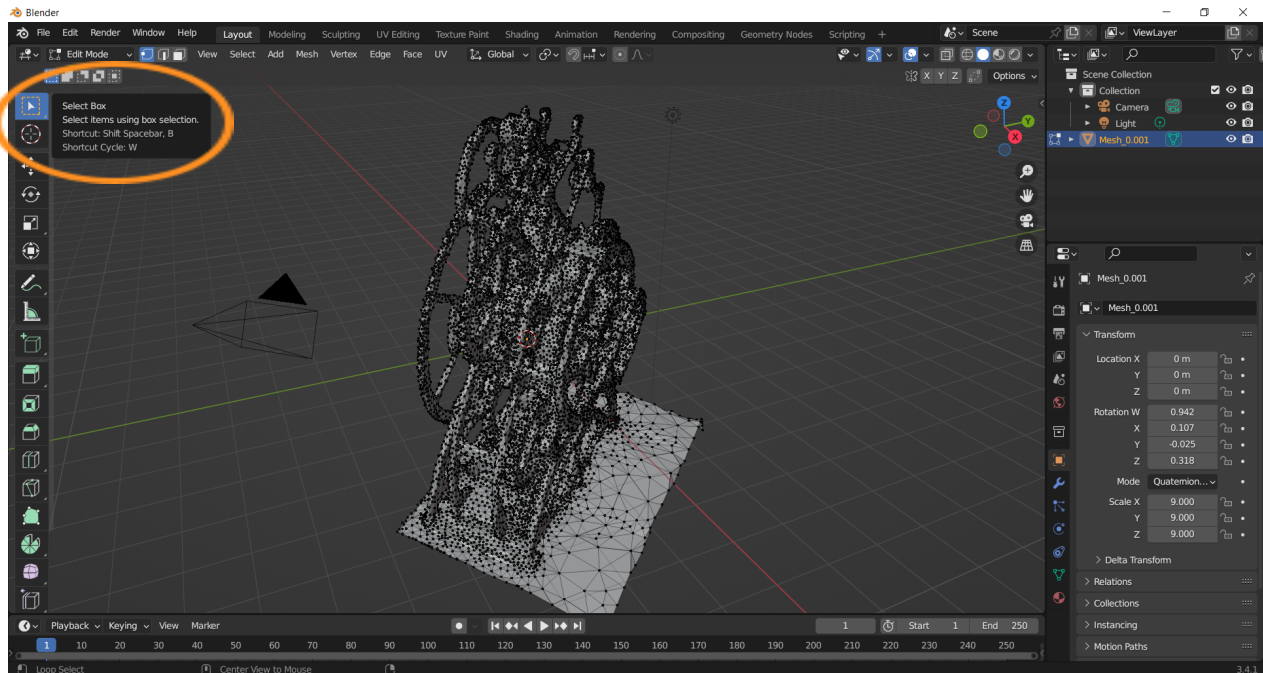 Blender
File Edit Render Window Help Layout Modeling Sculpting UV Editing Texture Paint Shading Animation Rendering Compositing Geometry Nodes Scripting + Scene ViewLayer
Edit Mode View Select Add Mesh Vertex Edge Face UV Global
X Y Z Options
Select Box
Select items using box selection.
Shortcut: Shift Spacebar, B
Shortcut Cycle: W
Z
Y
X
Scene Collection
Collection
Camera
Light
Mesh_0.001
Mesh_0.001
Mesh_0.001
Transform
Location X 0 m
Y 0 m
Z 0 m
Rotation W 0.942
X 0.107
Y -0.025
Z 0.318
Mode Quaternion...
Scale X 9.000
Y 9.000
Z 9.000
Delta Transform
Relations
Collections
Instancing
Motion Paths
Playback Keying View Marker 1 Start 1 End 250
1 10 20 30 40 50 60 70 80 90 100 110 120 130 140 150 160 170 180 190 200 210 220 230 240 250
Loop Select Center View to Mouse 3.4.1